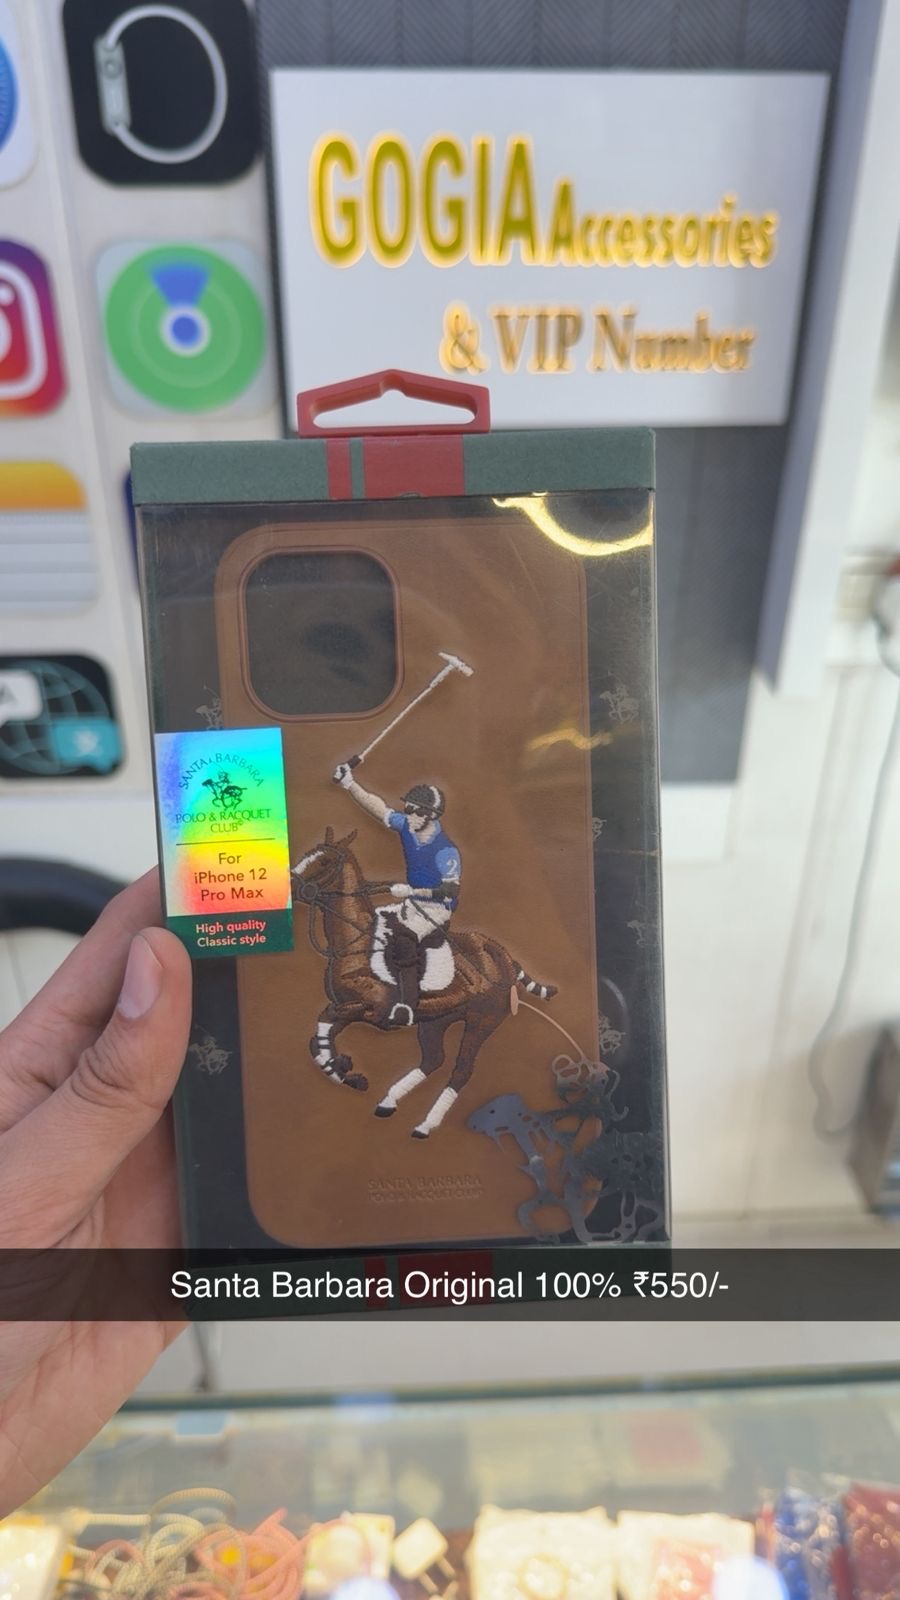 GOGIA Accessories
& VIP Number
SANTA BARBARA
POLO & RACQUET
CLUB©
For
iPhone 12
Pro Max
High quality
Classic style
2
SANTA BARBARA
POLO & RACQUET CLUB
Santa Barbara Original 100% ₹550/-